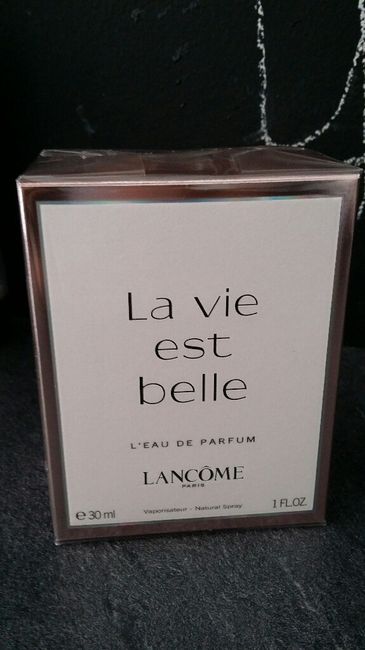 La vie
est
belle
L'EAU DE PARFUM
LANCÔME
PARIS
e 30 ml
Vaporisateur - Natural Spray
1 FL.OZ